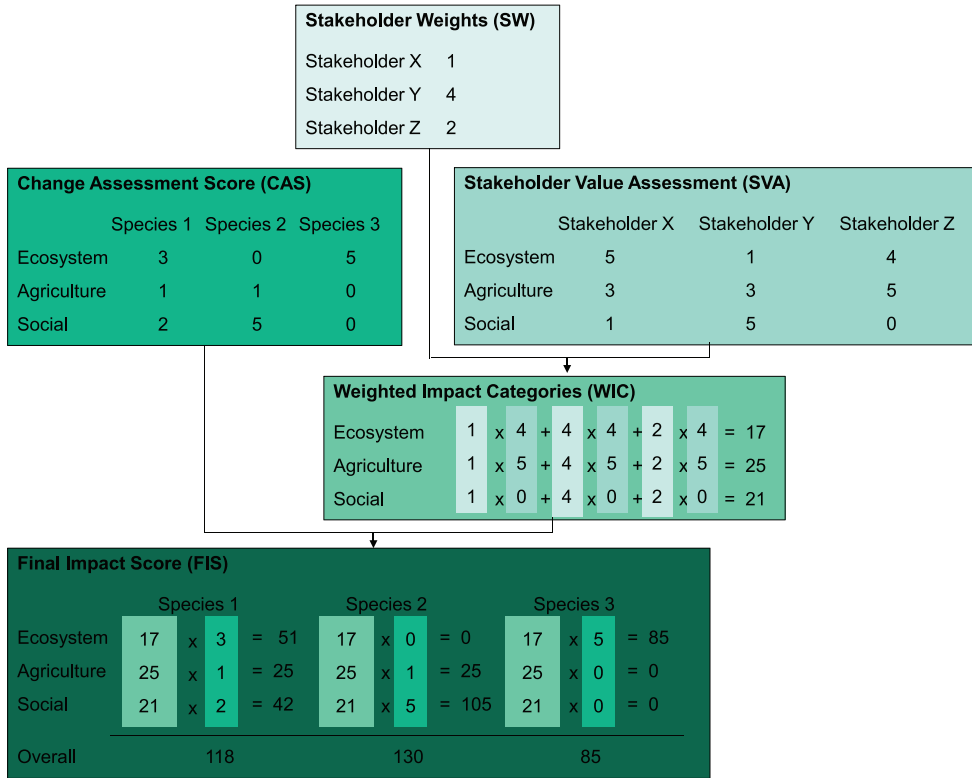 Stakeholder Weights (SW)
Stakeholder X 1
Stakeholder Y 4
Stakeholder Z 2
Change Assessment Score (CAS)
Species 1 Species 2 Species 3
Ecosystem 3 0 5
Agriculture 1 1 0
Social 2 5 0
Stakeholder Value Assessment (SVA)
Stakeholder X Stakeholder Y Stakeholder Z
Ecosystem 5 1 4
Agriculture 3 3 5
Social 1 5 0
Weighted Impact Categories (WIC)
Ecosystem 1 x 4 + 4 x 4 + 2 x 4 = 17
Agriculture 1 x 5 + 4 x 5 + 2 x 5 = 25
Social 1 x 0 + 4 x 0 + 2 x 0 = 21
Final Impact Score (FIS)
Species 1 Species 2 Species 3
Ecosystem 17 x 3 = 51 17 x 0 = 0 17 x 5 = 85
Agriculture 25 x 1 = 25 25 x 1 = 25 25 x 0 = 0
Social 21 x 2 = 42 21 x 5 = 105 21 x 0 = 0
Overall 118 130 85